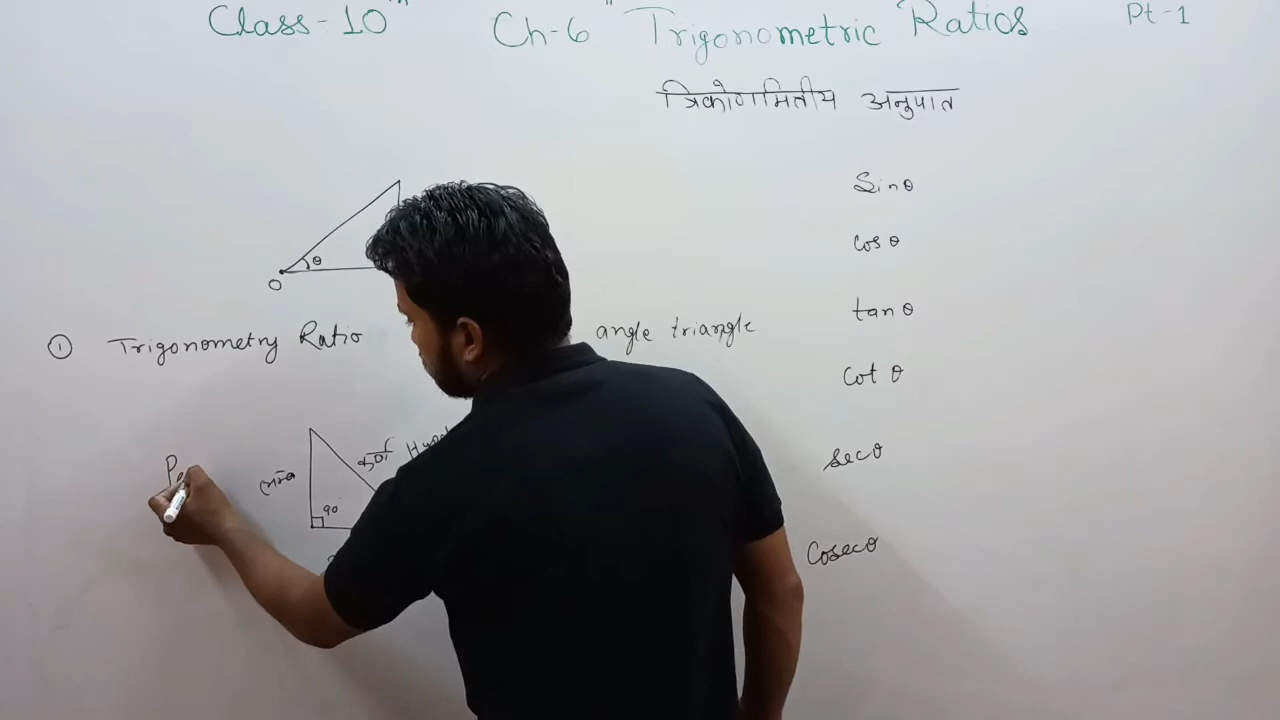 Class-10th Ch-6" Trigonometric Ratios Pt-1
त्रिकोणमितीय अनुपात
Sinθ
θ
O
cosθ
tanθ
① Trigonometry Ratio angle triangle
cot θ
कर्ण
लम्ब
secθ
90
Cosecθ